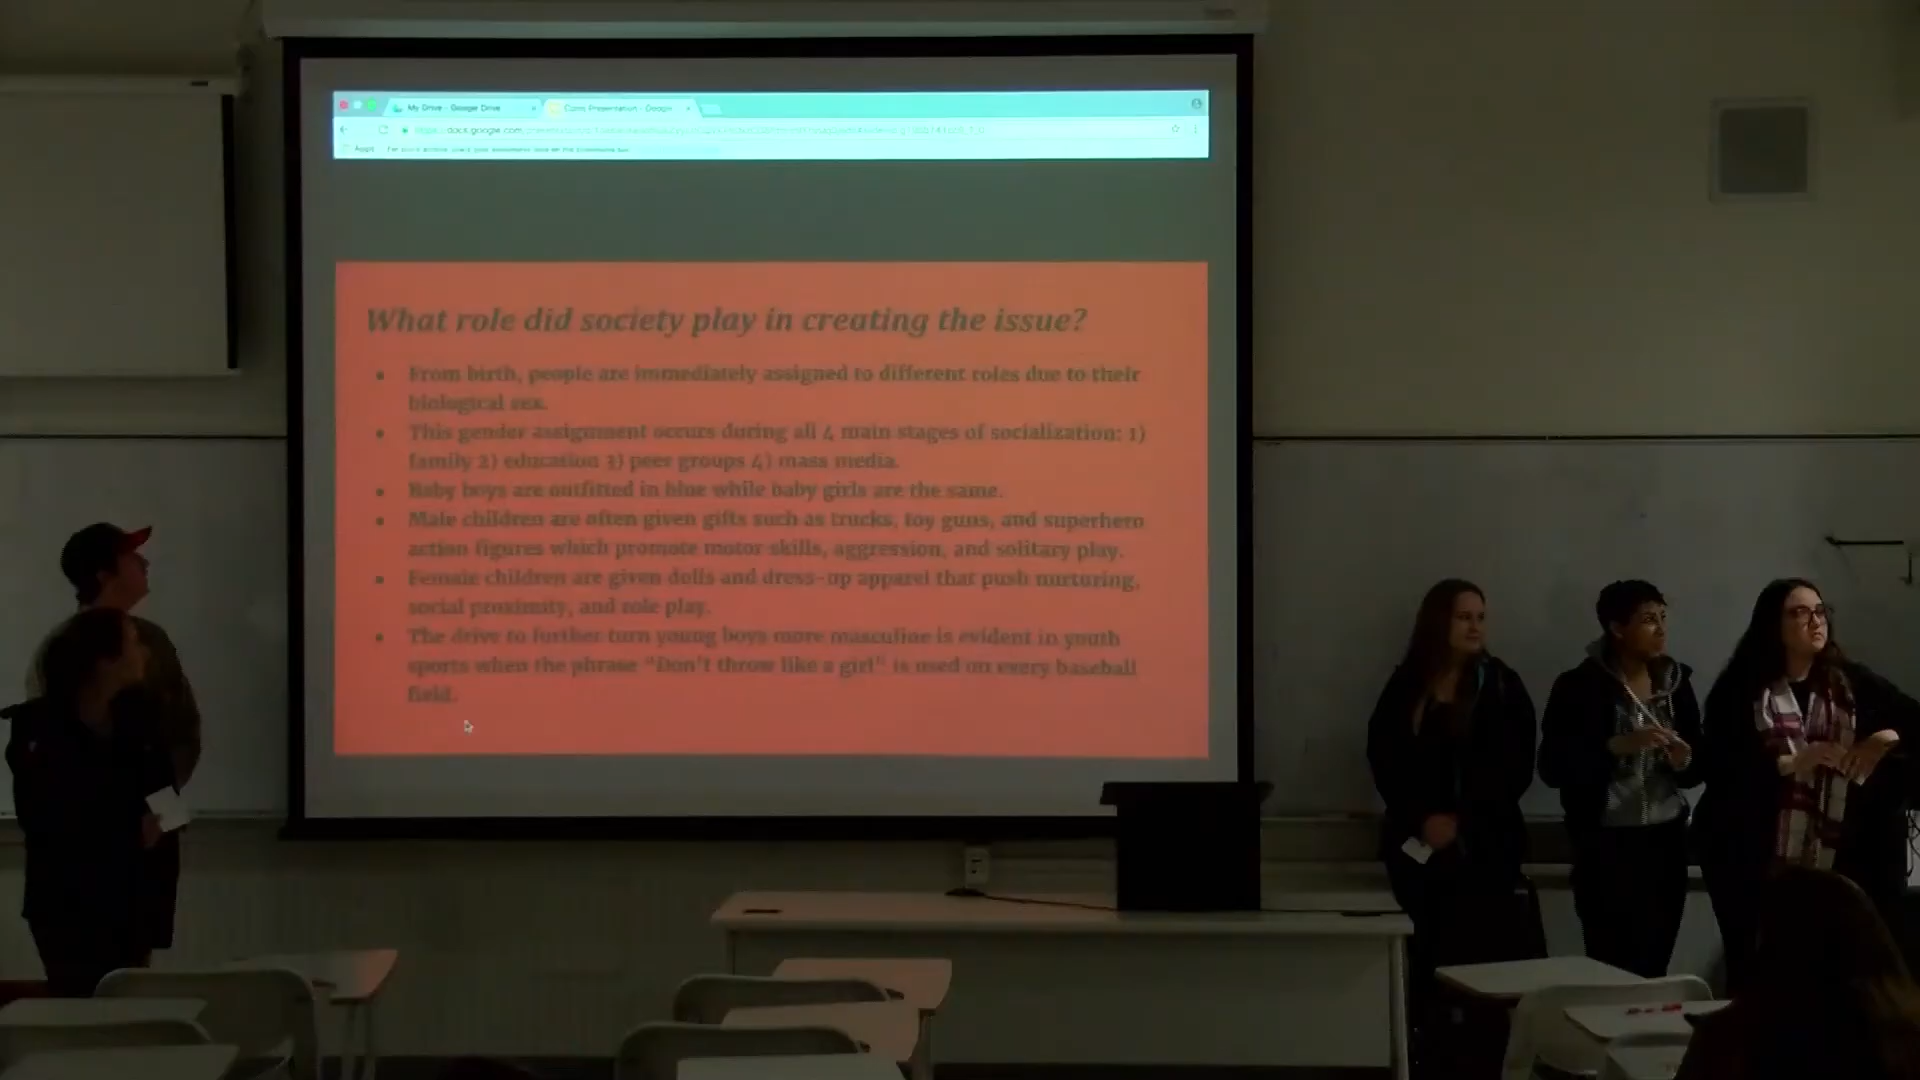 My Drive - Google Drive
Comm Presentation - Google
docs.google.com
Apps
What role did society play in creating the issue?
From birth, people are immediately assigned to different roles due to their
biological sex.
This gender assignment occurs during all 4 main stages of socialization: 1)
family 2) education 3) peer groups 4) mass media.
Baby boys are outfitted in blue while baby girls are the same.
Male children are often given gifts such as trucks, toy guns, and superhero
action figures which promote motor skills, aggression, and solitary play.
Female children are given dolls and dress-up apparel that push nurturing,
social proximity, and role play.
The drive to further turn young boys more masculine is evident in youth
sports when the phrase "Don't throw like a girl" is used on every baseball
field.